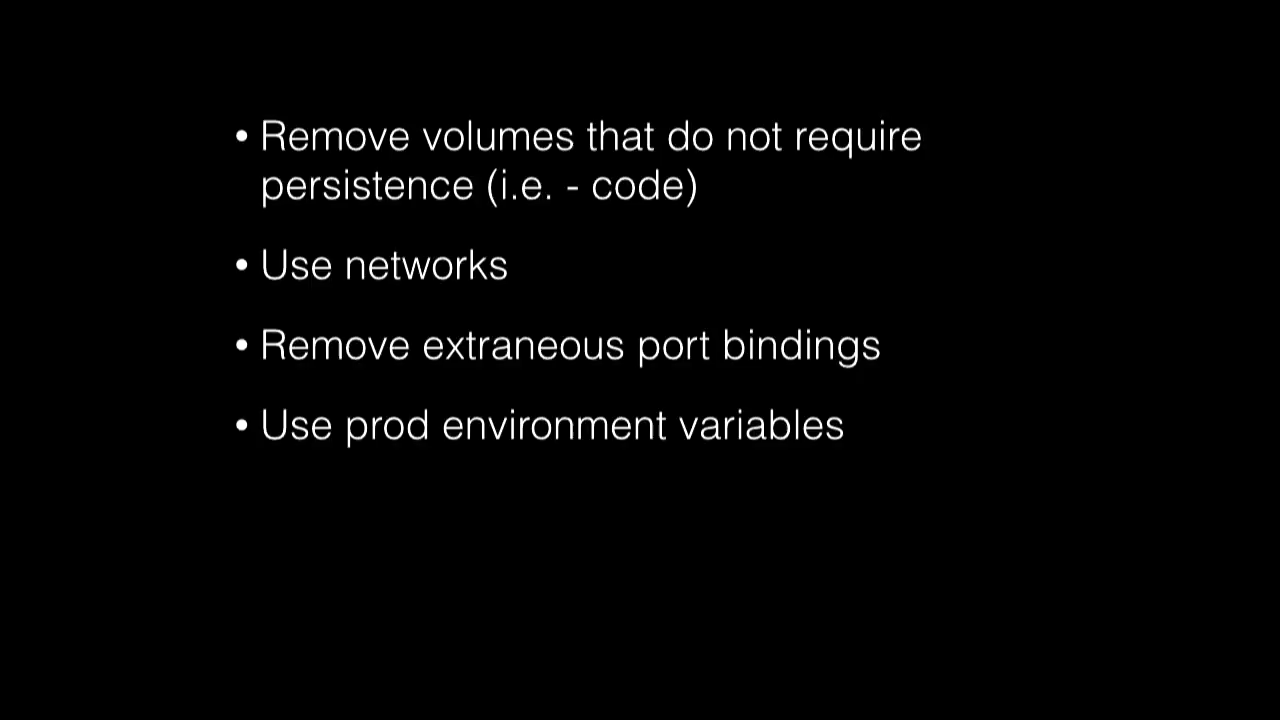 • Remove volumes that do not require
persistence (i.e. - code)
• Use networks
• Remove extraneous port bindings
• Use prod environment variables